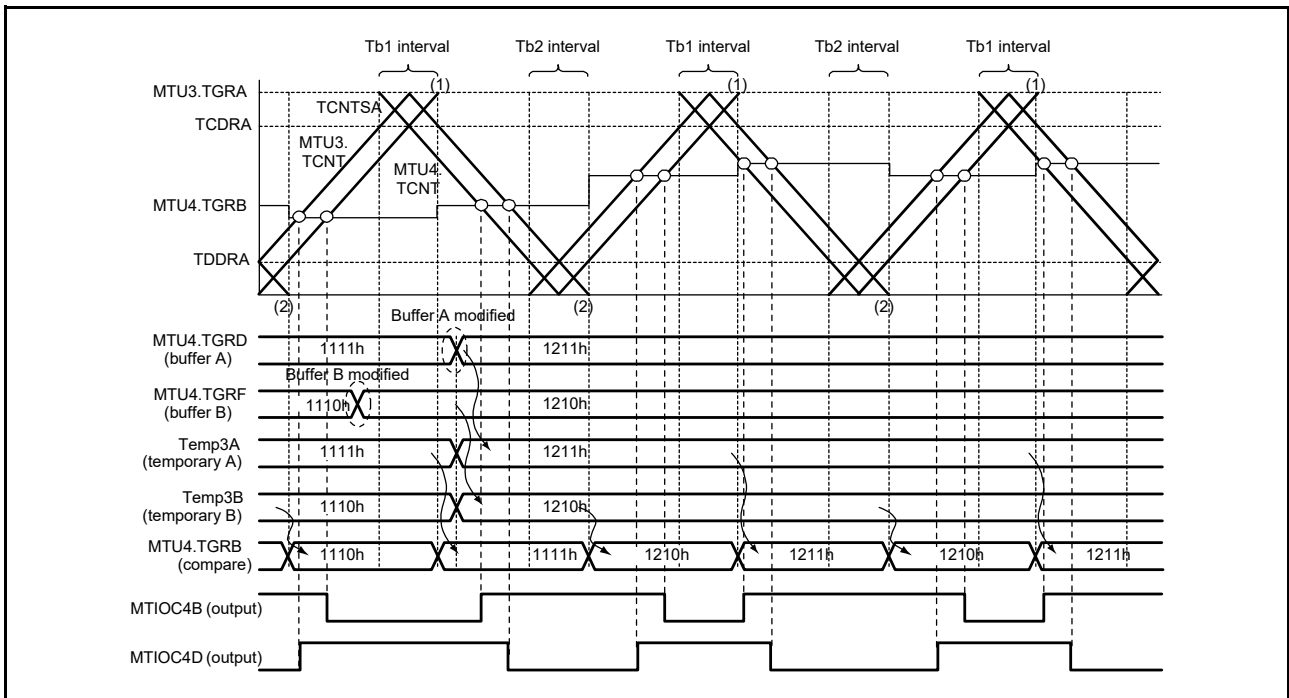 Tb1 interval Tb2 interval Tb1 interval Tb2 interval Tb1 interval
(1) (1) (1)
MTU3.TGRA
TCNTSA
TCDRA
MTU3.
TCNT
MTU4.
TCNT
MTU4.TGRB
TDDRA
(2) (2) (2)
Buffer A modified
MTU4.TGRD
(buffer A)
1111h 1211h
Buffer B modified
MTU4.TGRF
(buffer B)
1110h 1210h
Temp3A
(temporary A)
1111h 1211h
Temp3B
(temporary B)
1110h 1210h
MTU4.TGRB
(compare)
1110h 1111h 1210h 1211h 1210h 1211h
MTIOC4B (output)
MTIOC4D (output)